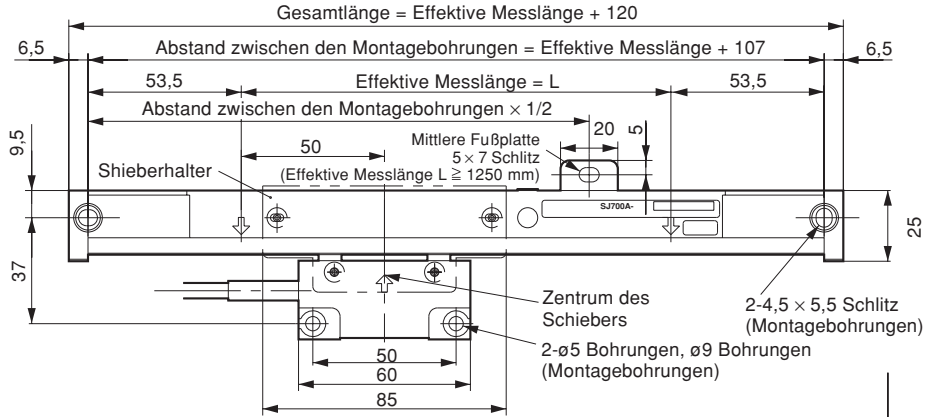 Gesamtlänge = Effektive Messlänge + 120
6,5
Abstand zwischen den Montagebohrungen = Effektive Messlänge + 107
6,5
53,5
Effektive Messlänge = L
53,5
Abstand zwischen den Montagebohrungen × 1/2
9,5
50
Mittlere Fußplatte
5 × 7 Schlitz
(Effektive Messlänge L ≧ 1250 mm)
20
5
Shieberhalter
SJ700A-
25
37
Zentrum des
Schiebers
2-4,5 × 5,5 Schlitz
(Montagebohrungen)
2-ø5 Bohrungen, ø9 Bohrungen
(Montagebohrungen)
50
60
85